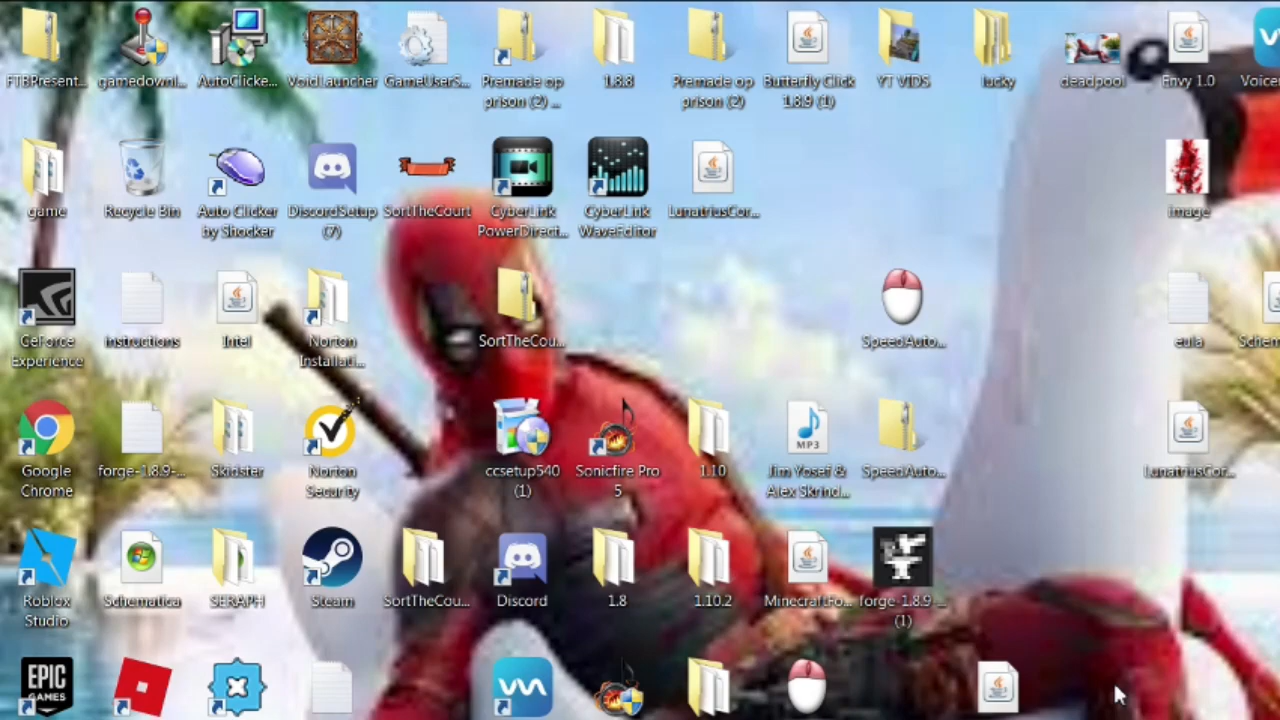 FTBPresent...
gamedownl...
AutoClicke...
VoidLauncher
GameUserS...
Premade op
prison (2) ...
1.8.8
Premade op
prison (2)
Butterfly Click
1.8.9 (1)
YT VIDS
lucky
deadpool
Envy 1.0
Voice
game
Recycle Bin
Auto Clicker
by Shocker
DiscordSetup
(7)
SortTheCourt
CyberLink
PowerDirect...
CyberLink
WaveEditor
LunatriusCor...
image
GeForce
Experience
instructions
Intel
Norton
Installati...
SortTheCou...
SpeedAuto...
eula
Schem
Google
Chrome
forge-1.8.9-...
Skidster
Norton
Security
ccsetup540
(1)
Sonicfire Pro
5
1.10
MP3
Jim Yosef &
Alex Skrind...
SpeedAuto...
LunatriusCor...
Roblox
Studio
Schematica
SERAPH
Steam
SortTheCou...
Discord
1.8
1.10.2
MinecraftFo...
forge-1.8.9-...
(1)
EPIC
GAMES